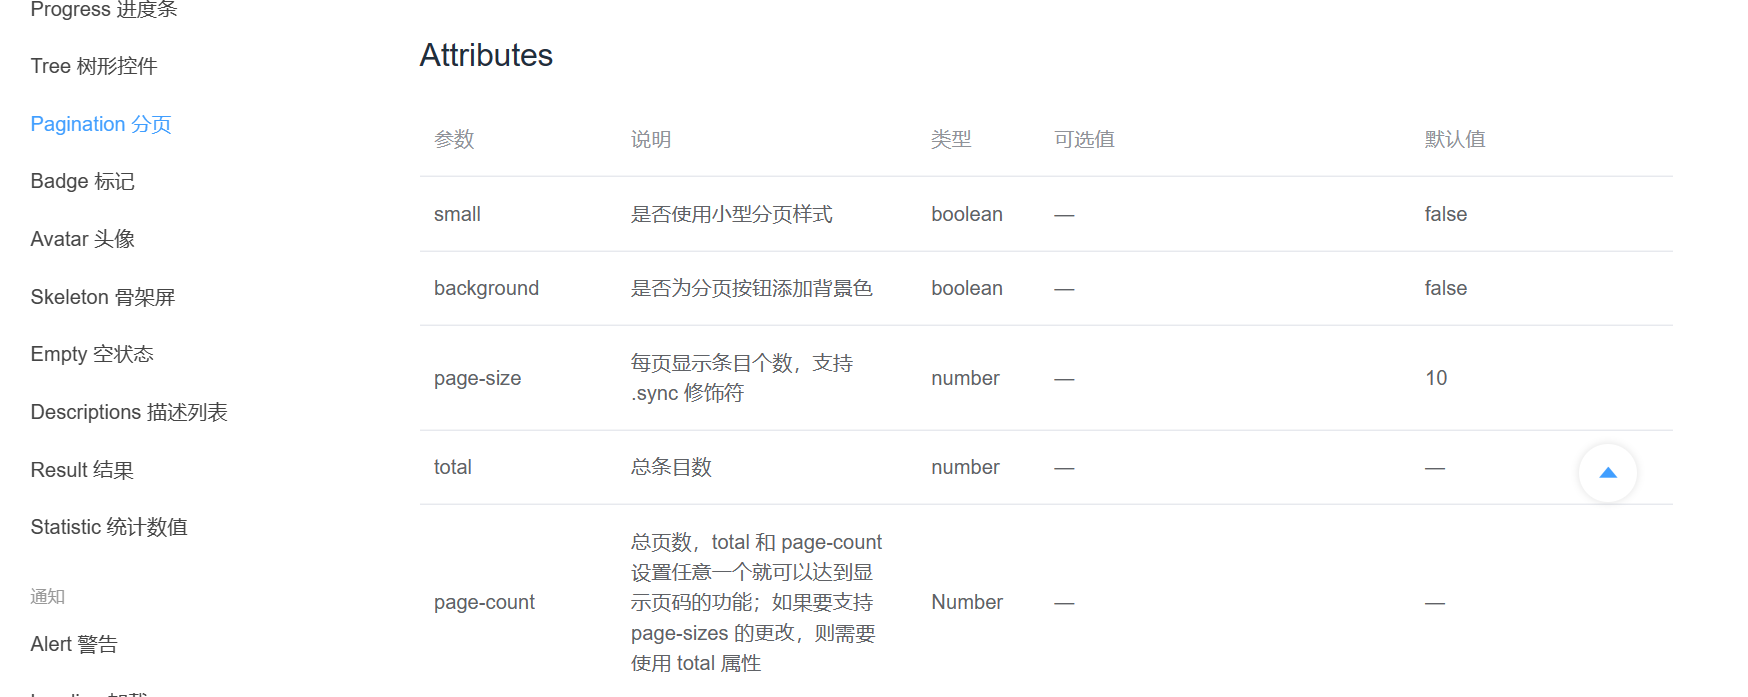 Progress 进度条
Tree 树形控件
Pagination 分页
Badge 标记
Avatar 头像
Skeleton 骨架屏
Empty 空状态
Descriptions 描述列表
Result 结果
Statistic 统计数值
通知
Alert 警告
Attributes
参数 说明 类型 可选值 默认值
small 是否使用小型分页样式 boolean — false
background 是否为分页按钮添加背景色 boolean — false
page-size 每页显示条目个数，支持 .sync 修饰符 number — 10
total 总条目数 number — —
page-count 总页数，total 和 page-count 设置任意一个就可以达到显示页码的功能；如果要支持 page-sizes 的更改，则需要使用 total 属性 Number — —